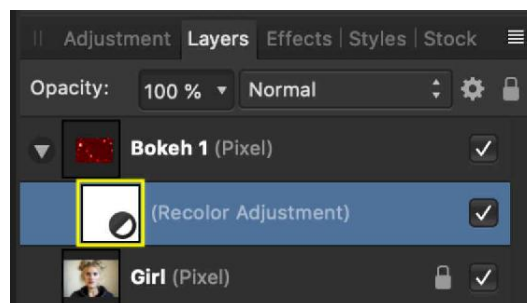 Adjustment Layers Effects | Styles | Stock
Opacity: 100 % Normal
Bokeh 1 (Pixel)
(Recolor Adjustment)
Girl (Pixel)